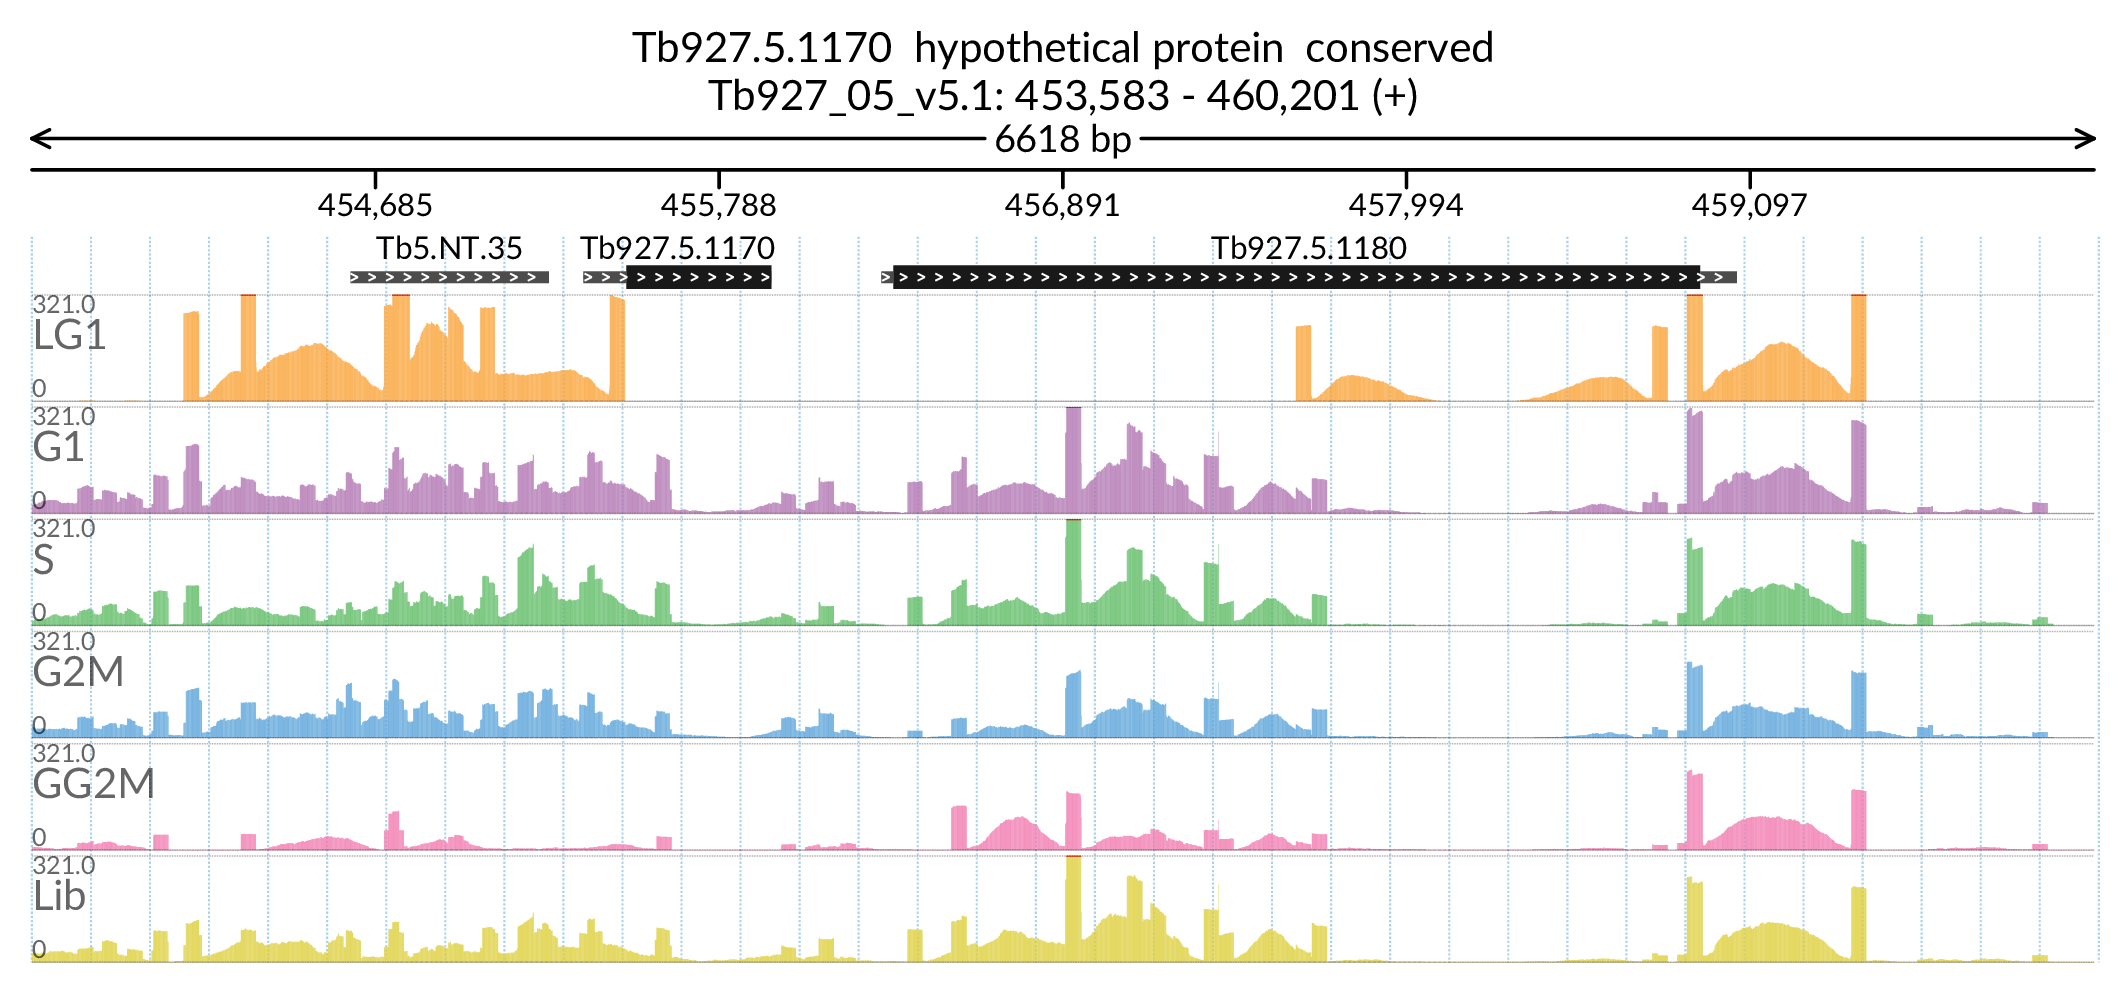 Tb927.5.1170 hypothetical protein conserved
Tb927_05_v5.1: 453,583 - 460,201 (+)
6618 bp
454,685 455,788 456,891 457,994 459,097
Tb5.NT.35 Tb927.5.1170 Tb927.5.1180
321.0
LG1
0
321.0
G1
0
321.0
S
0
321.0
G2M
0
321.0
GG2M
0
321.0
Lib
0